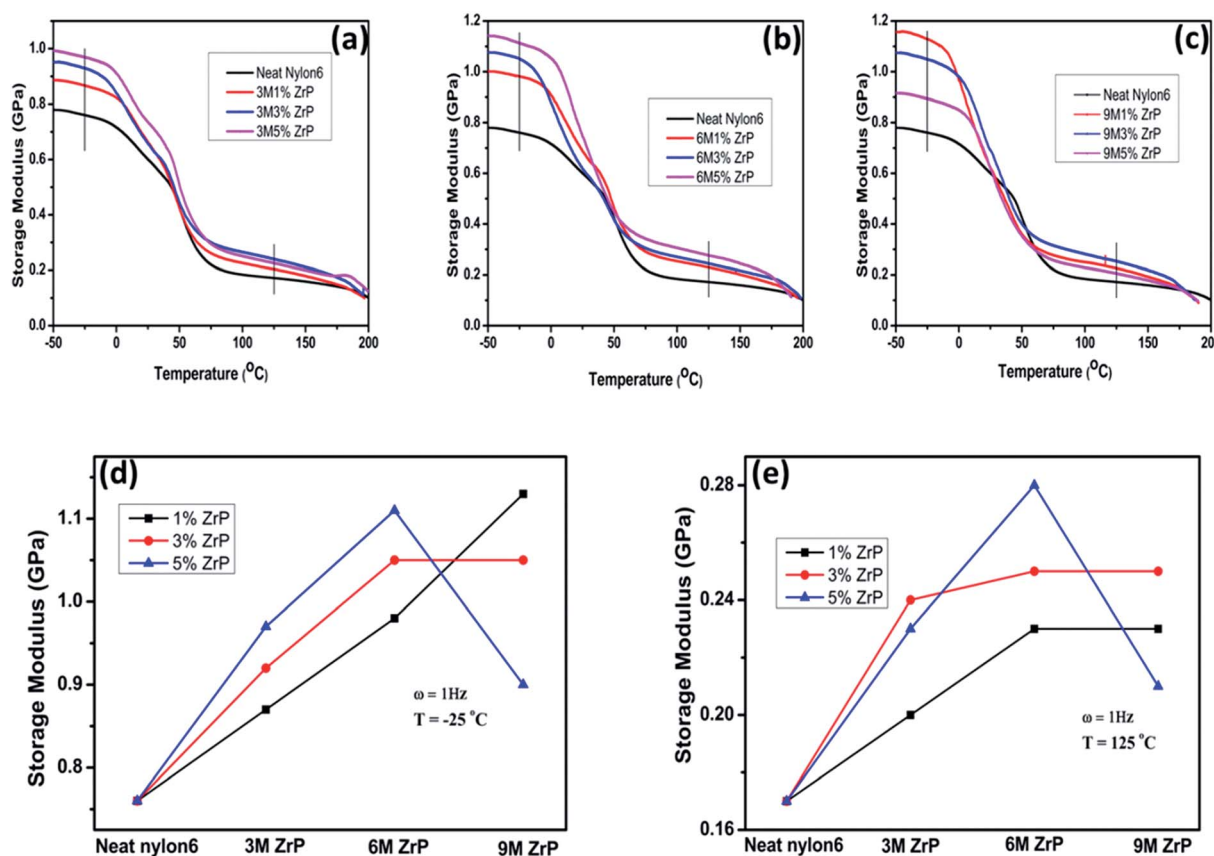 (a)
Storage Modulus (GPa)
1.0
0.8
0.6
0.4
0.2
0.0
Neat Nylon6
3M1% ZrP
3M3% ZrP
3M5% ZrP
-50 0 50 100 150 200
Temperature (°C)
(b)
Storage Modulus (GPa)
1.2
1.0
0.8
0.6
0.4
0.2
0.0
Neat Nylon6
6M1% ZrP
6M3% ZrP
6M5% ZrP
-50 0 50 100 150 200
Temperature (°C)
(c)
Storage Modulus (GPa)
1.2
1.0
0.8
0.6
0.4
0.2
0.0
Neat Nylon6
9M1% ZrP
9M3% ZrP
9M5% ZrP
-50 0 50 100 150 200
Temperature (°C)
(d)
Storage Modulus (GPa)
1.1
1.0
0.9
0.8
1% ZrP
3% ZrP
5% ZrP
ω = 1Hz
T = -25 °C
Neat nylon6 3M ZrP 6M ZrP 9M ZrP
(e)
Storage Modulus (GPa)
0.28
0.24
0.20
0.16
1% ZrP
3% ZrP
5% ZrP
ω = 1Hz
T = 125 °C
Neat nylon6 3M ZrP 6M ZrP 9M ZrP